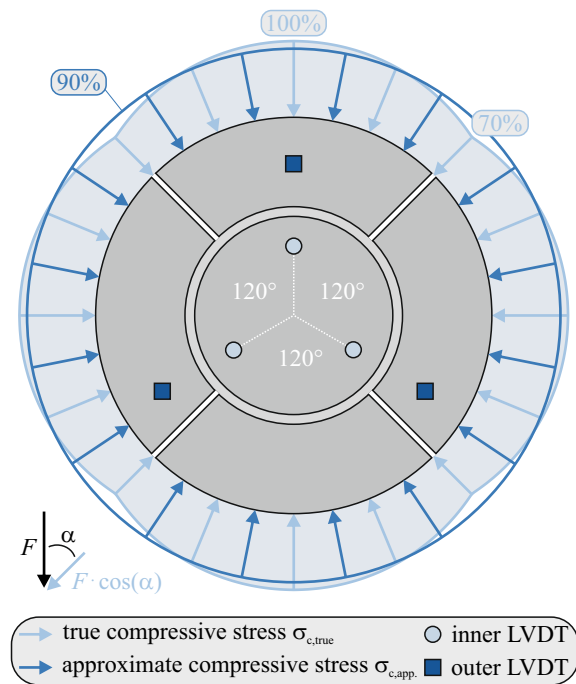 100%
90%
70%
120° 120°
120°
F α
F · cos(α)
true compressive stress σc,true inner LVDT
approximate compressive stress σc,app. outer LVDT